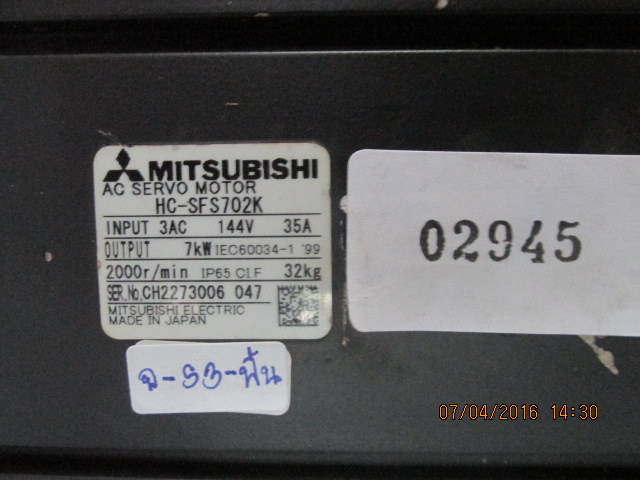 MITSUBISHI
AC SERVO MOTOR
HC-SFS702K
INPUT 3AC 144V 35A
OUTPUT 7kW IEC60034-1 '99
2000r/min IP65 Cl.F 32kg
SER.No.CH2273006 047
MITSUBISHI ELECTRIC
MADE IN JAPAN
02945
07/04/2016 14:30